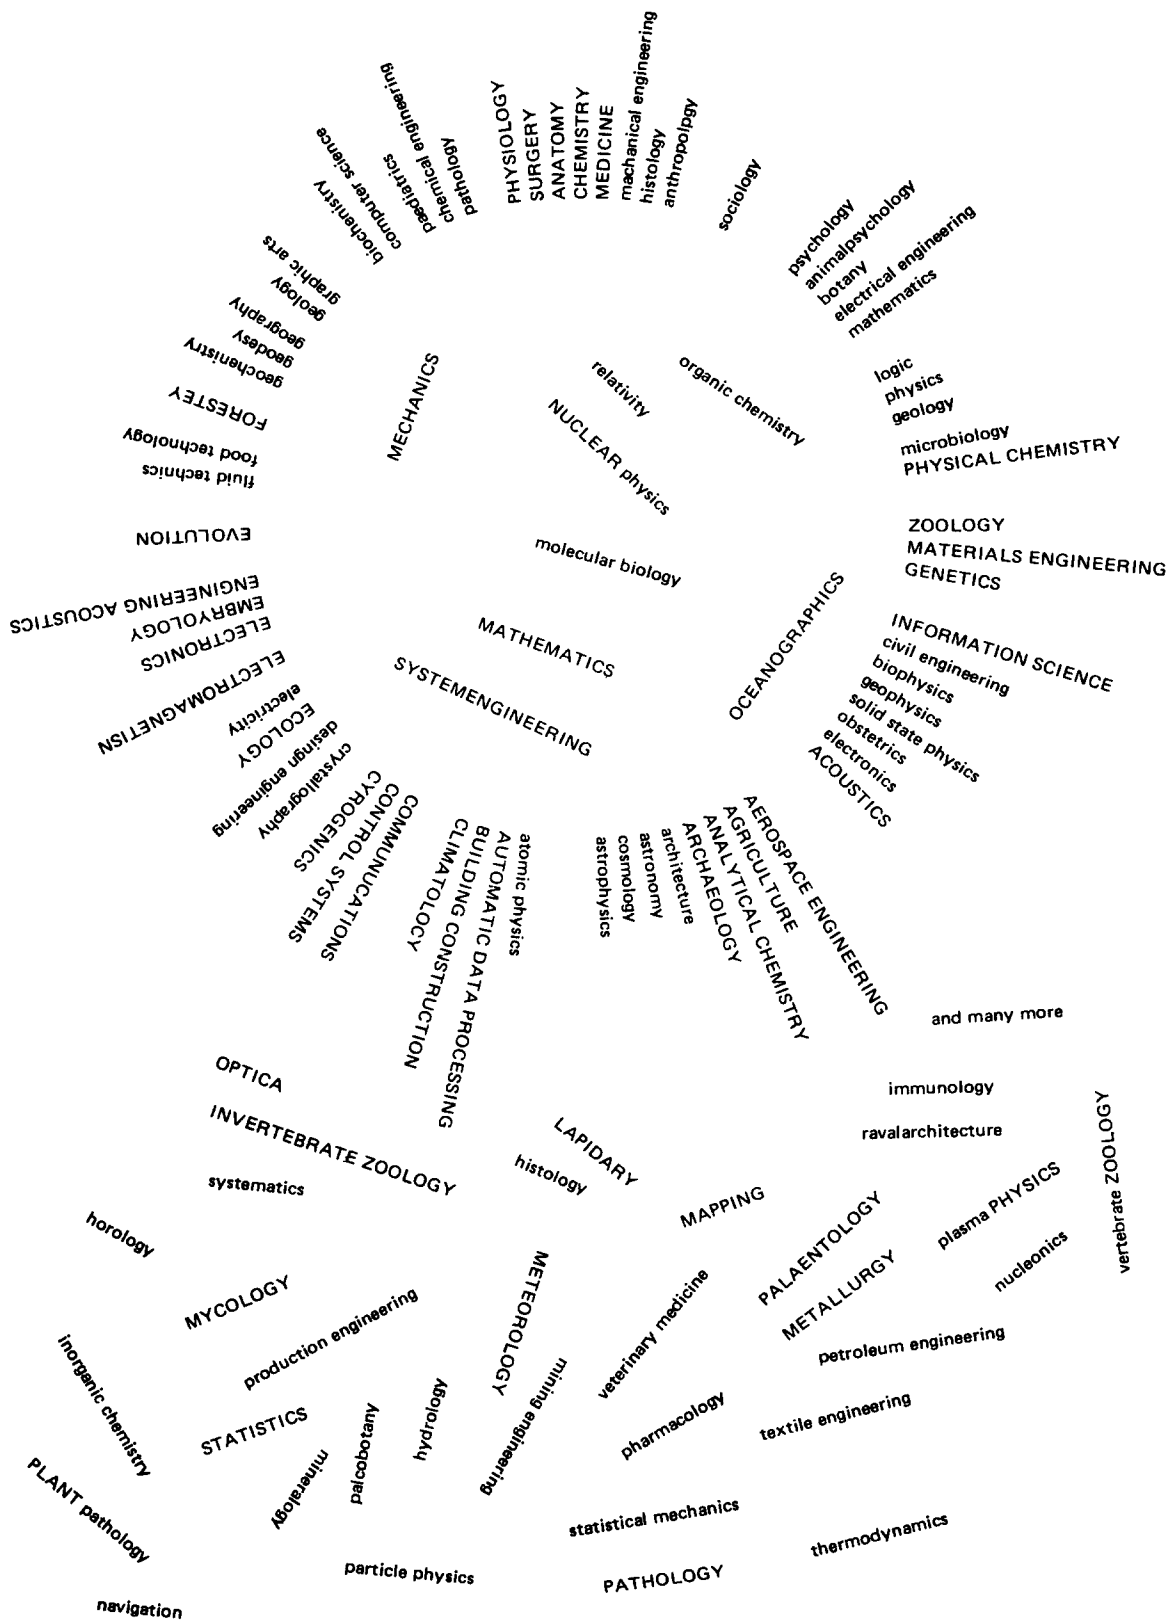 PHYSIOLOGY
SURGERY
ANATOMY
CHEMISTRY
MEDICINE
machanical engineering
histology
anthropolpgy
sociology
psychology
animalpsychology
botany
electrical engineering
mathematics
logic
physics
geology
microbiology
PHYSICAL CHEMISTRY
ZOOLOGY
MATERIALS ENGINEERING
GENETICS
INFORMATION SCIENCE
civil engineering
biophysics
geophysics
solid state physics
obstetrics
electronics
ACOUSTICS
AEROSPACE ENGINEERING
AGRICULTURE
ANALYTICAL CHEMISTRY
ARCHAEOLOGY
architecture
astronomy
cosmology
astrophysics
atomic physics
AUTOMATIC DATA PROCESSING
BUILDING CONSTRUCTION
CLIMATOLOCY
COMMUNUCATIONS
CONTROL SYSTEMS
CYROGENICS
crystallography
desingn engineering
ECOLOGY
electricity
ELECTROMAGNETISN
ELECTRONICS
EMBRYOLOGY
ENGINEERING ACOUSTICS
EVOLUTION
fluid technics
food technology
FORESTEY
geochemistry
geodesy
geography
geology
graphic arts
biochemistry
computer science
paediatrics
chemical engineering
pathology
MECHANICS
relativity
organic chemistry
NUCLEAR physics
molecular biology
MATHEMATICS
SYSTEMENGINEERING
OCEANOGRAPHICS
and many more
OPTICA
immunology
INVERTEBRATE ZOOLOGY
LAPIDARY
ravalarchitecture
vertebrate ZOOLOGY
systematics
histology
MAPPING
plasma PHYSICS
horology
PALAENTOLOGY
nucleonics
MYCOLOGY
METEOROLOGY
METALLURGY
production engineering
veterinary medicine
petroleum engineering
inorganic chemistry
STATISTICS
hydrology
mining engineering
pharmacology
textile engineering
mineralogy
palcobotany
PLANT pathology
statistical mechanics
thermodynamics
particle physics
PATHOLOGY
navigation